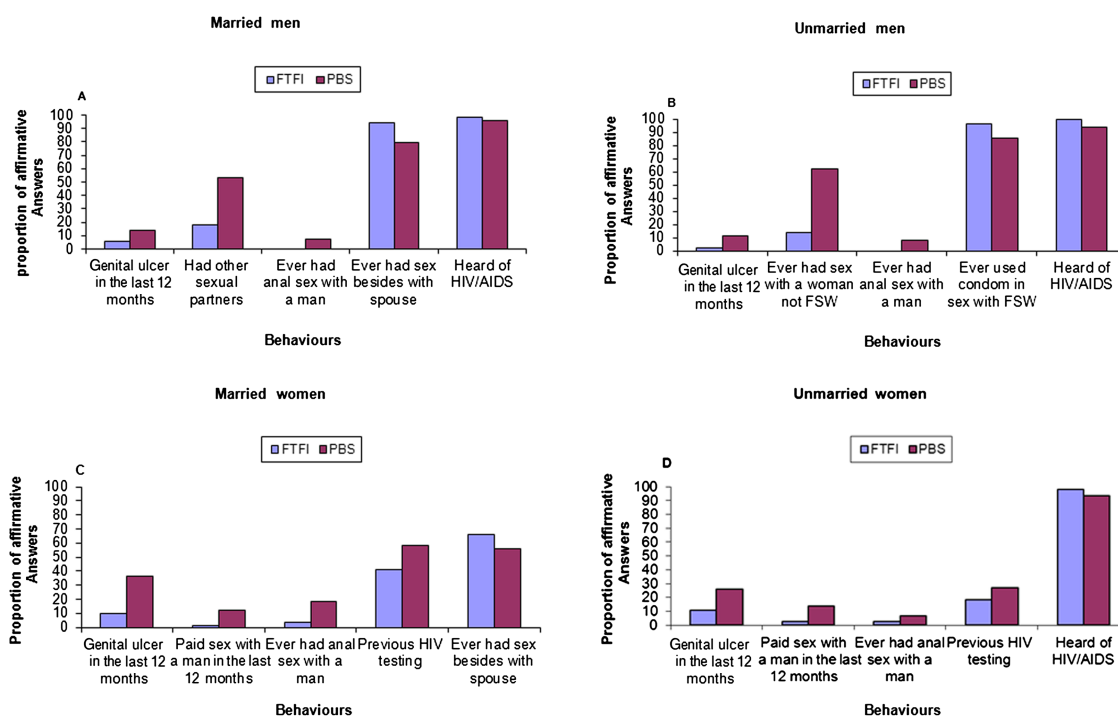 Married men
FTFI PBS
A
proportion of affirmative
Answers
100
90
80
70
60
50
40
30
20
10
0
Genital ulcer
in the last 12
months
Had other
sexual
partners
Ever had
anal sex with
a man
Ever had sex
besides with
spouse
Heard of
HIV/AIDS
Behaviours
Unmarried men
FTFI PBS
B
Proportion of affirmative
Answers
100
90
80
70
60
50
40
30
20
10
0
Genital ulcer
in the last 12
months
Ever had sex
with a woman
not FSW
Ever had
anal sex with
a man
Ever used
condom in
sex with FSW
Heard of
HIV/AIDS
Behaviours
Married women
FTFI PBS
C
Proportion of affirmative
Answers
100
90
80
70
60
50
40
30
20
10
0
Genital ulcer
in the last 12
months
Paid sex with
a man in the last
12 months
Ever had anal
sex with a
man
Previous HIV
testing
Ever had sex
besides with
spouse
Behaviours
Unmarried women
FTFI PBS
D
Proportion of affirmative
Answers
100
90
80
70
60
50
40
30
20
10
0
Genital ulcer
in the last 12
months
Paid sex with
a man in the last
12 months
Ever had anal
sex with a
man
Previous HIV
testing
Heard of
HIV/AIDS
Behaviours